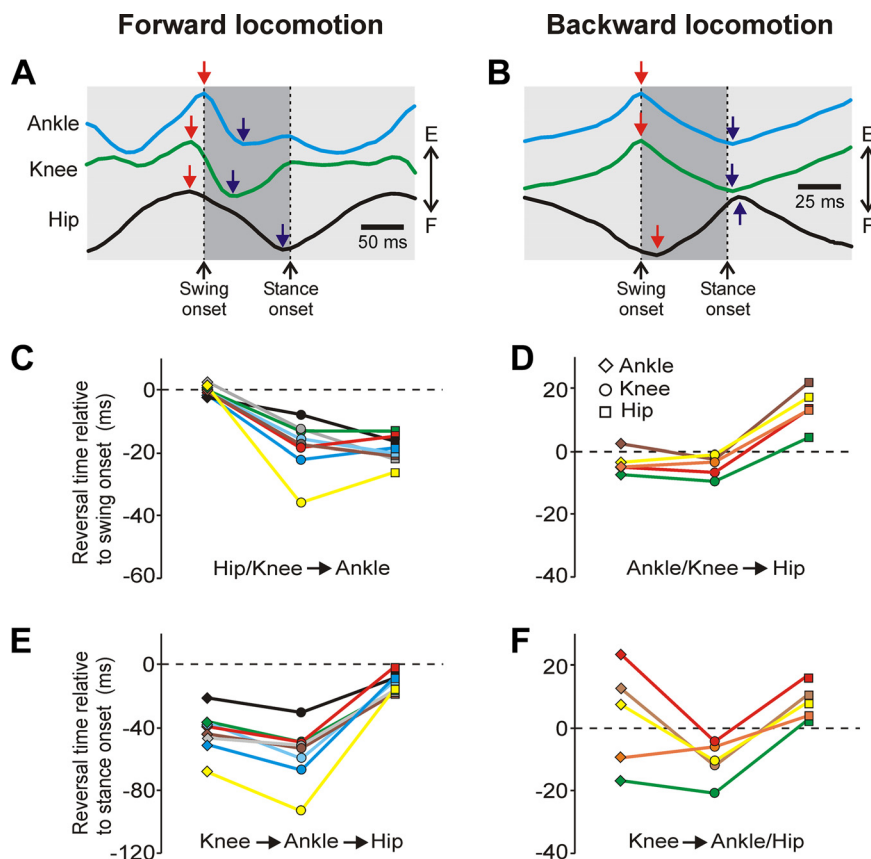 Forward locomotion
Backward locomotion
A
Ankle
Knee
Hip
50 ms
E
F
Swing
onset
Stance
onset
B
25 ms
E
F
Swing
onset
Stance
onset
C
Reversal time relative
to swing onset (ms)
0
-20
-40
-60
Hip/Knee → Ankle
D
Ankle
Knee
Hip
20
0
-20
-40
Ankle/Knee → Hip
E
Reversal time relative
to stance onset (ms)
0
-40
-80
-120
Knee → Ankle → Hip
F
20
0
-20
-40
Knee → Ankle/Hip